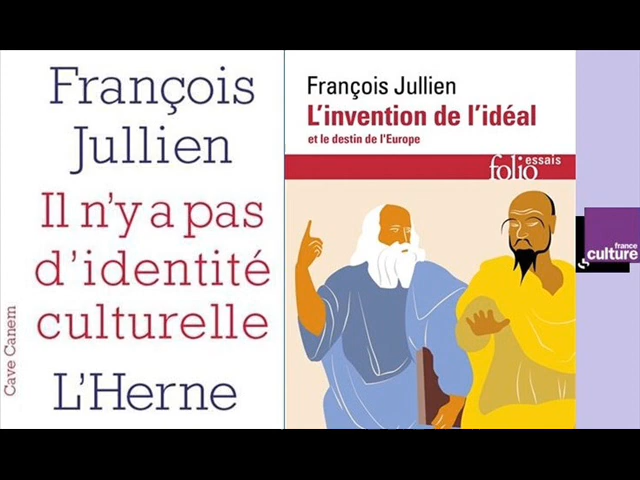 François
Jullien
Il n'y a pas
d'identité
culturelle
L'Herne
Cave Canem
François Jullien
L'invention de l'idéal
et le destin de l'Europe
essais
folio
france
culture